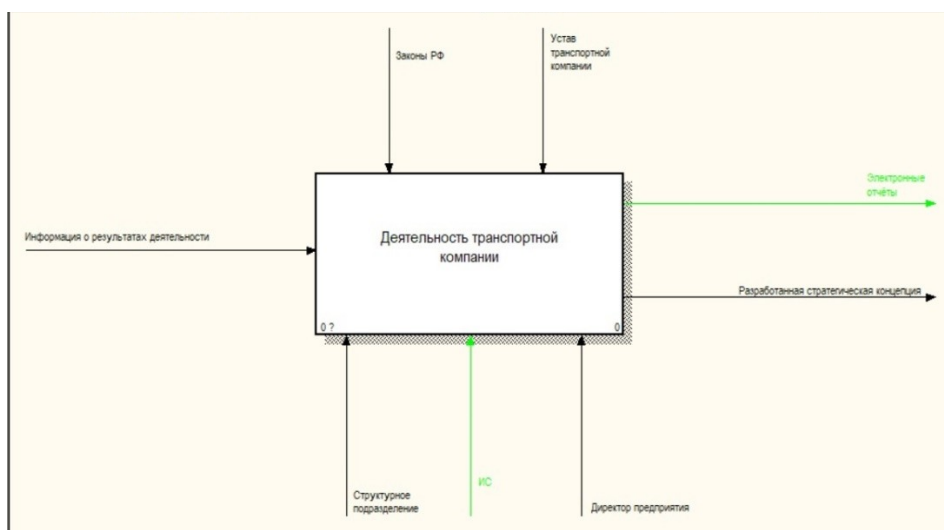 Законы РФ
Устав
транспортной
компании
Электронные
отчёты
Информация о результатах деятельности
Деятельность транспортной
компании
Разработанная стратегическая концепция
0 ?
0
Структурное
подразделение
ИС
Директор предприятия